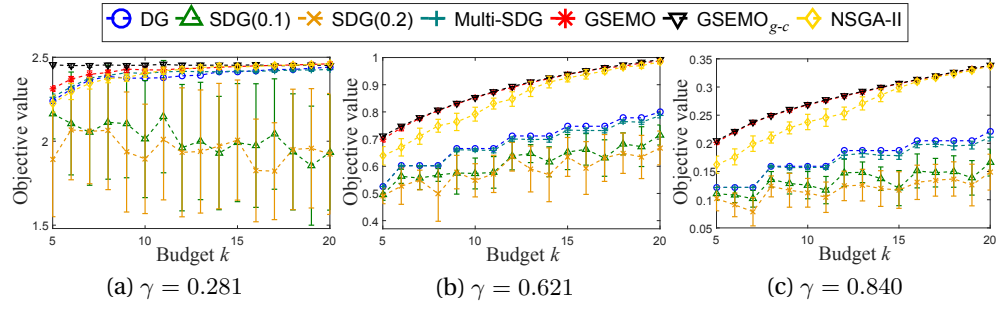 DG SDG(0.1) SDG(0.2) Multi-SDG GSEMO GSEMOg-c NSGA-II
Objective value
2.5
2
1.5
5 10 15 20
Budget k
(a) γ = 0.281
Objective value
1
0.9
0.8
0.7
0.6
0.5
0.4
5 10 15 20
Budget k
(b) γ = 0.621
Objective value
0.35
0.3
0.25
0.2
0.15
0.1
0.05
5 10 15 20
Budget k
(c) γ = 0.840